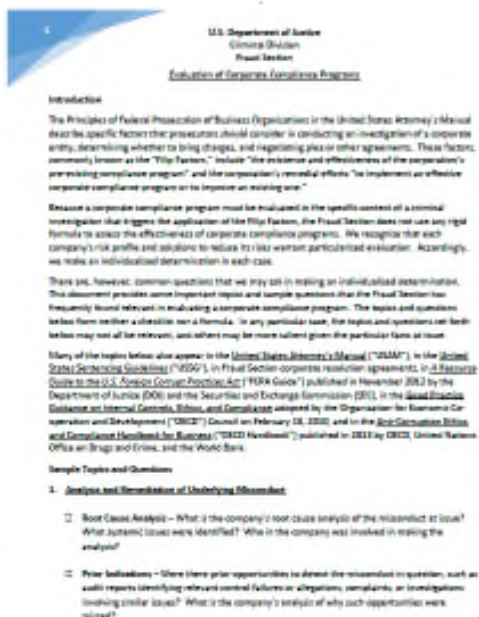 1
U.S. Department of Justice
Criminal Division
Fraud Section
Evaluation of Corporate Compliance Programs
Introduction
The Principles of Federal Prosecution of Business Organizations in the United States Attorney's Manual
describe specific factors that prosecutors should consider in conducting an investigation of a corporate
entity, determining whether to bring charges, and negotiating plea or other agreements. These factors,
commonly known as the "Filip Factors," include "the existence and effectiveness of the corporation's
pre-existing compliance program" and the corporation's remedial efforts "to implement an effective
corporate compliance program or to improve an existing one."
Because a corporate compliance program must be evaluated in the specific context of a criminal
investigation that triggers the application of the Filip Factors, the Fraud Section does not use any rigid
formula to assess the effectiveness of corporate compliance programs. We recognize that each
company's risk profile and solutions to reduce its risks warrant particularized evaluation. Accordingly,
we make an individualized determination in each case.
There are, however, common questions that we may ask in making an individualized determination.
This document provides some important topics and sample questions that the Fraud Section has
frequently found relevant in evaluating a corporate compliance program. The topics and questions
below form neither a checklist nor a formula. In any particular case, the topics and questions set forth
below may not all be relevant, and others may be more salient given the particular facts at issue.
Many of the topics below also appear in the United States Attorney's Manual ("USAM"), in the United
States Sentencing Guidelines ("USSG"), in Fraud Section corporate resolution agreements, in A Resource
Guide to the U.S. Foreign Corrupt Practices Act ("FCPA Guide") published in November 2012 by the
Department of Justice (DOJ) and the Securities and Exchange Commission (SEC), in the Good Practice
Guidance on Internal Controls, Ethics, and Compliance adopted by the Organization for Economic Co-
operation and Development ("OECD") Council on February 18, 2010, and in the Anti-Corruption Ethics
and Compliance Handbook for Business ("OECD Handbook") published in 2013 by OECD, United Nations
Office on Drugs and Crime, and the World Bank.
Sample Topics and Questions
1. Analysis and Remediation of Underlying Misconduct
☐ Root Cause Analysis – What is the company's root cause analysis of the misconduct at issue?
What systemic issues were identified? Who in the company was involved in making the
analysis?
☐ Prior Indications – Were there prior opportunities to detect the misconduct in question, such as
audit reports identifying relevant control failures or allegations, complaints, or investigations
involving similar issues? What is the company's analysis of why such opportunities were
missed?